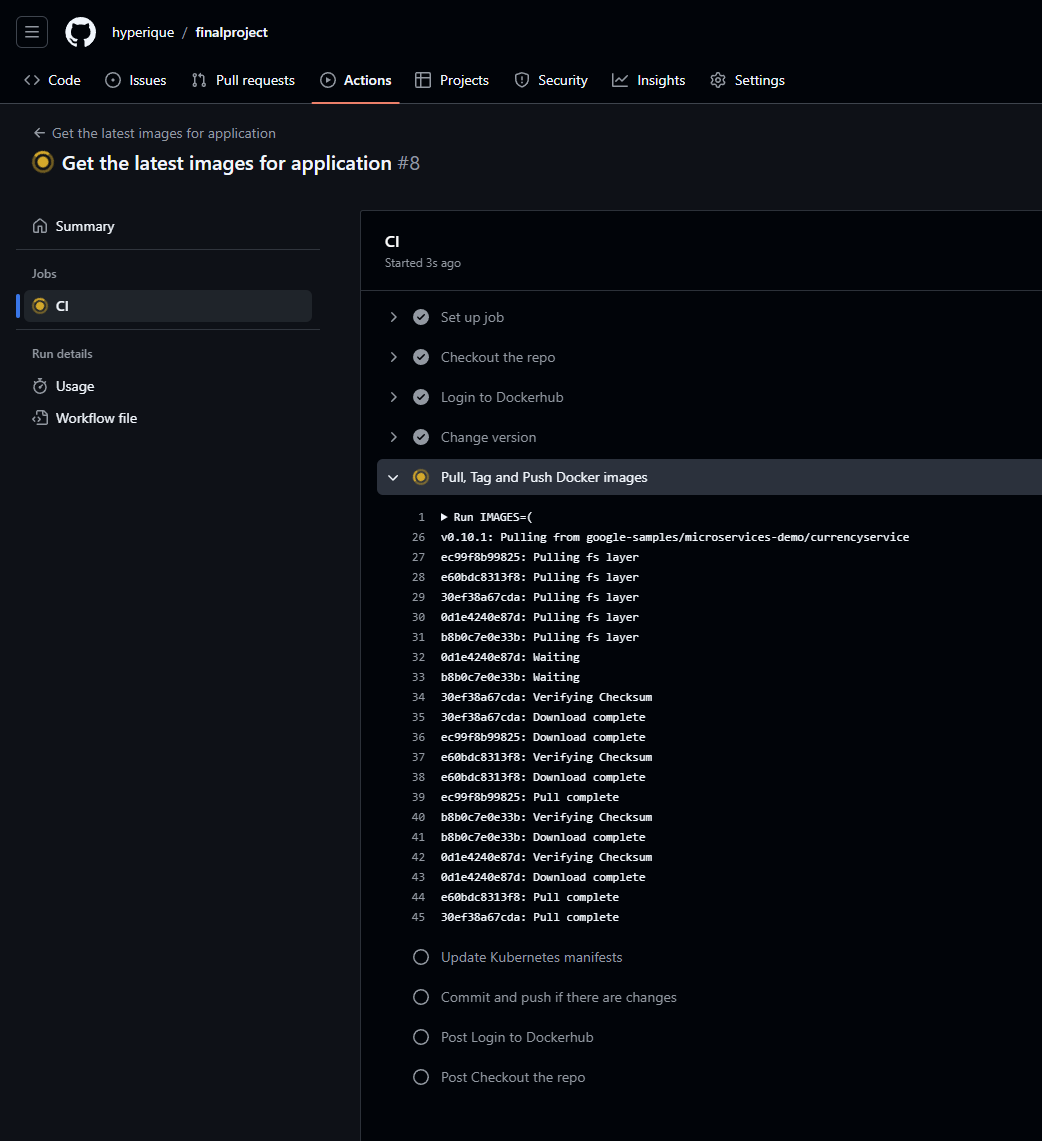 hyperique / finalproject
Code Issues Pull requests Actions Projects Security Insights Settings
Get the latest images for application
Get the latest images for application #8
Summary
Jobs
CI
Run details
Usage
Workflow file
CI
Started 3s ago
Set up job
Checkout the repo
Login to Dockerhub
Change version
Pull, Tag and Push Docker images
1 Run IMAGES=(
26 v0.10.1: Pulling from google-samples/microservices-demo/currencyservice
27 ec99f8b99825: Pulling fs layer
28 e60bdc8313f8: Pulling fs layer
29 30ef38a67cda: Pulling fs layer
30 0d1e4240e87d: Pulling fs layer
31 b8b0c7e0e33b: Pulling fs layer
32 0d1e4240e87d: Waiting
33 b8b0c7e0e33b: Waiting
34 30ef38a67cda: Verifying Checksum
35 30ef38a67cda: Download complete
36 ec99f8b99825: Download complete
37 e60bdc8313f8: Verifying Checksum
38 e60bdc8313f8: Download complete
39 ec99f8b99825: Pull complete
40 b8b0c7e0e33b: Verifying Checksum
41 b8b0c7e0e33b: Download complete
42 0d1e4240e87d: Verifying Checksum
43 0d1e4240e87d: Download complete
44 e60bdc8313f8: Pull complete
45 30ef38a67cda: Pull complete
Update Kubernetes manifests
Commit and push if there are changes
Post Login to Dockerhub
Post Checkout the repo